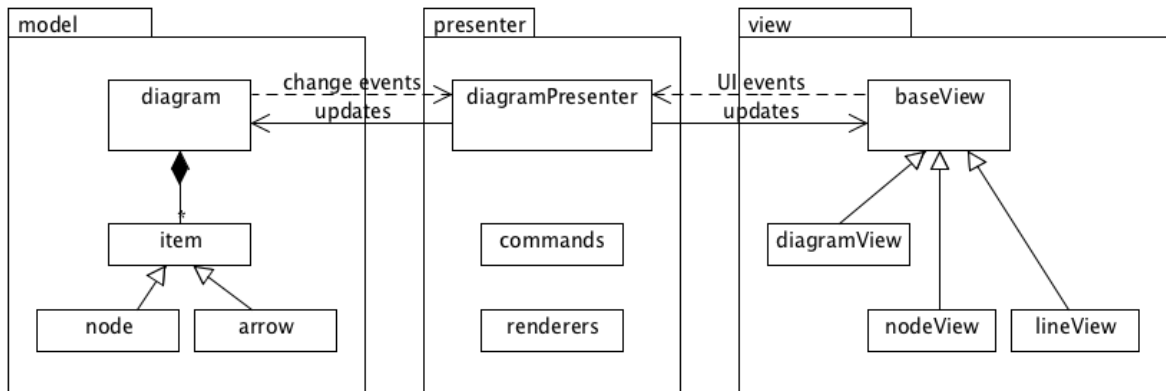 model
presenter
view
diagram
change events
updates
diagramPresenter
UI events
updates
baseView
*
item
commands
diagramView
node
arrow
renderers
nodeView
lineView